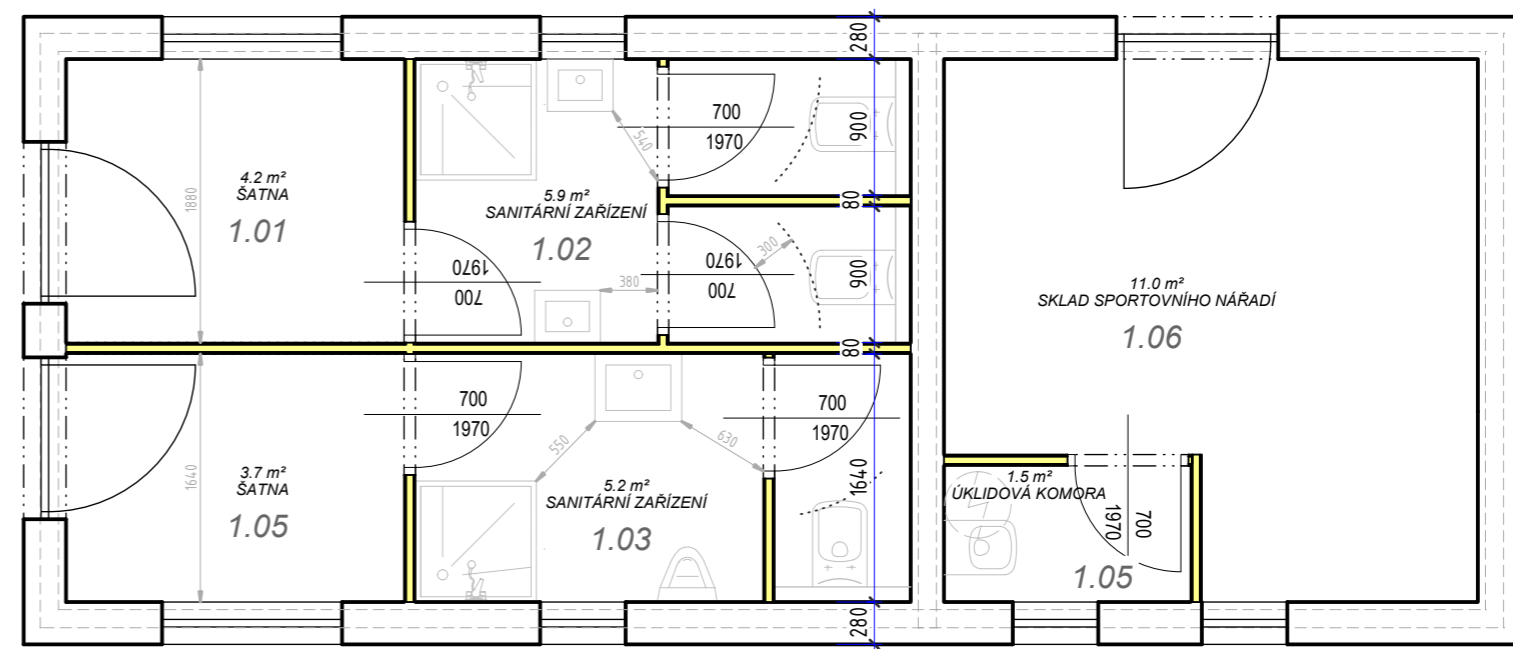 280
700
1970
540
900
4.2 m²
ŠATNA
1.01
1880
5.9 m²
SANITÁRNÍ ZAŘÍZENÍ
1.02
80
1970
700
380
1970
700
300
900
11.0 m²
SKLAD SPORTOVNÍHO NÁŘADÍ
1.06
80
700
1970
700
1970
550
630
1640
3.7 m²
ŠATNA
1.05
1640
5.2 m²
SANITÁRNÍ ZAŘÍZENÍ
1.03
1.5 m²
ÚKLIDOVÁ KOMORA
1970
700
1.05
280